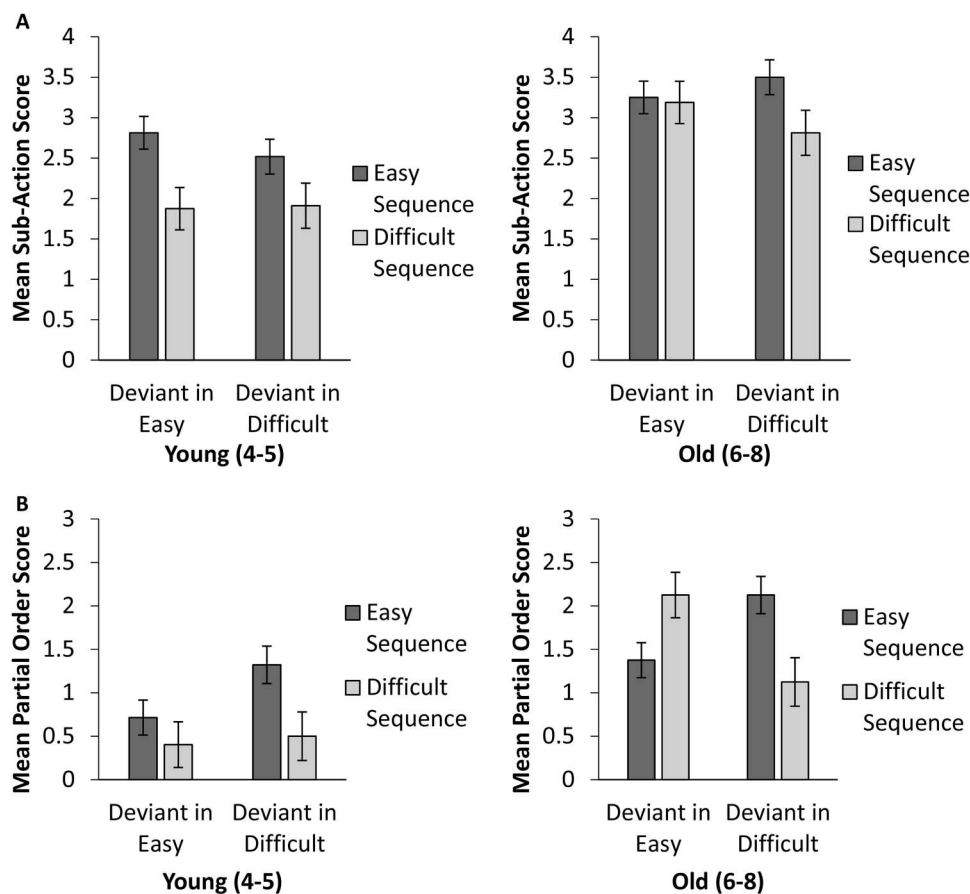 A
Mean Sub-Action Score
4
3.5
3
2.5
2
1.5
1
0.5
0
Deviant in
Easy
Deviant in
Difficult
Young (4-5)
Easy
Sequence
Difficult
Sequence
Mean Sub-Action Score
4
3.5
3
2.5
2
1.5
1
0.5
0
Deviant in
Easy
Deviant in
Difficult
Old (6-8)
Easy
Sequence
Difficult
Sequence
B
Mean Partial Order Score
3
2.5
2
1.5
1
0.5
0
Deviant in
Easy
Deviant in
Difficult
Young (4-5)
Easy
Sequence
Difficult
Sequence
Mean Partial Order Score
3
2.5
2
1.5
1
0.5
0
Deviant in
Easy
Deviant in
Difficult
Old (6-8)
Easy
Sequence
Difficult
Sequence